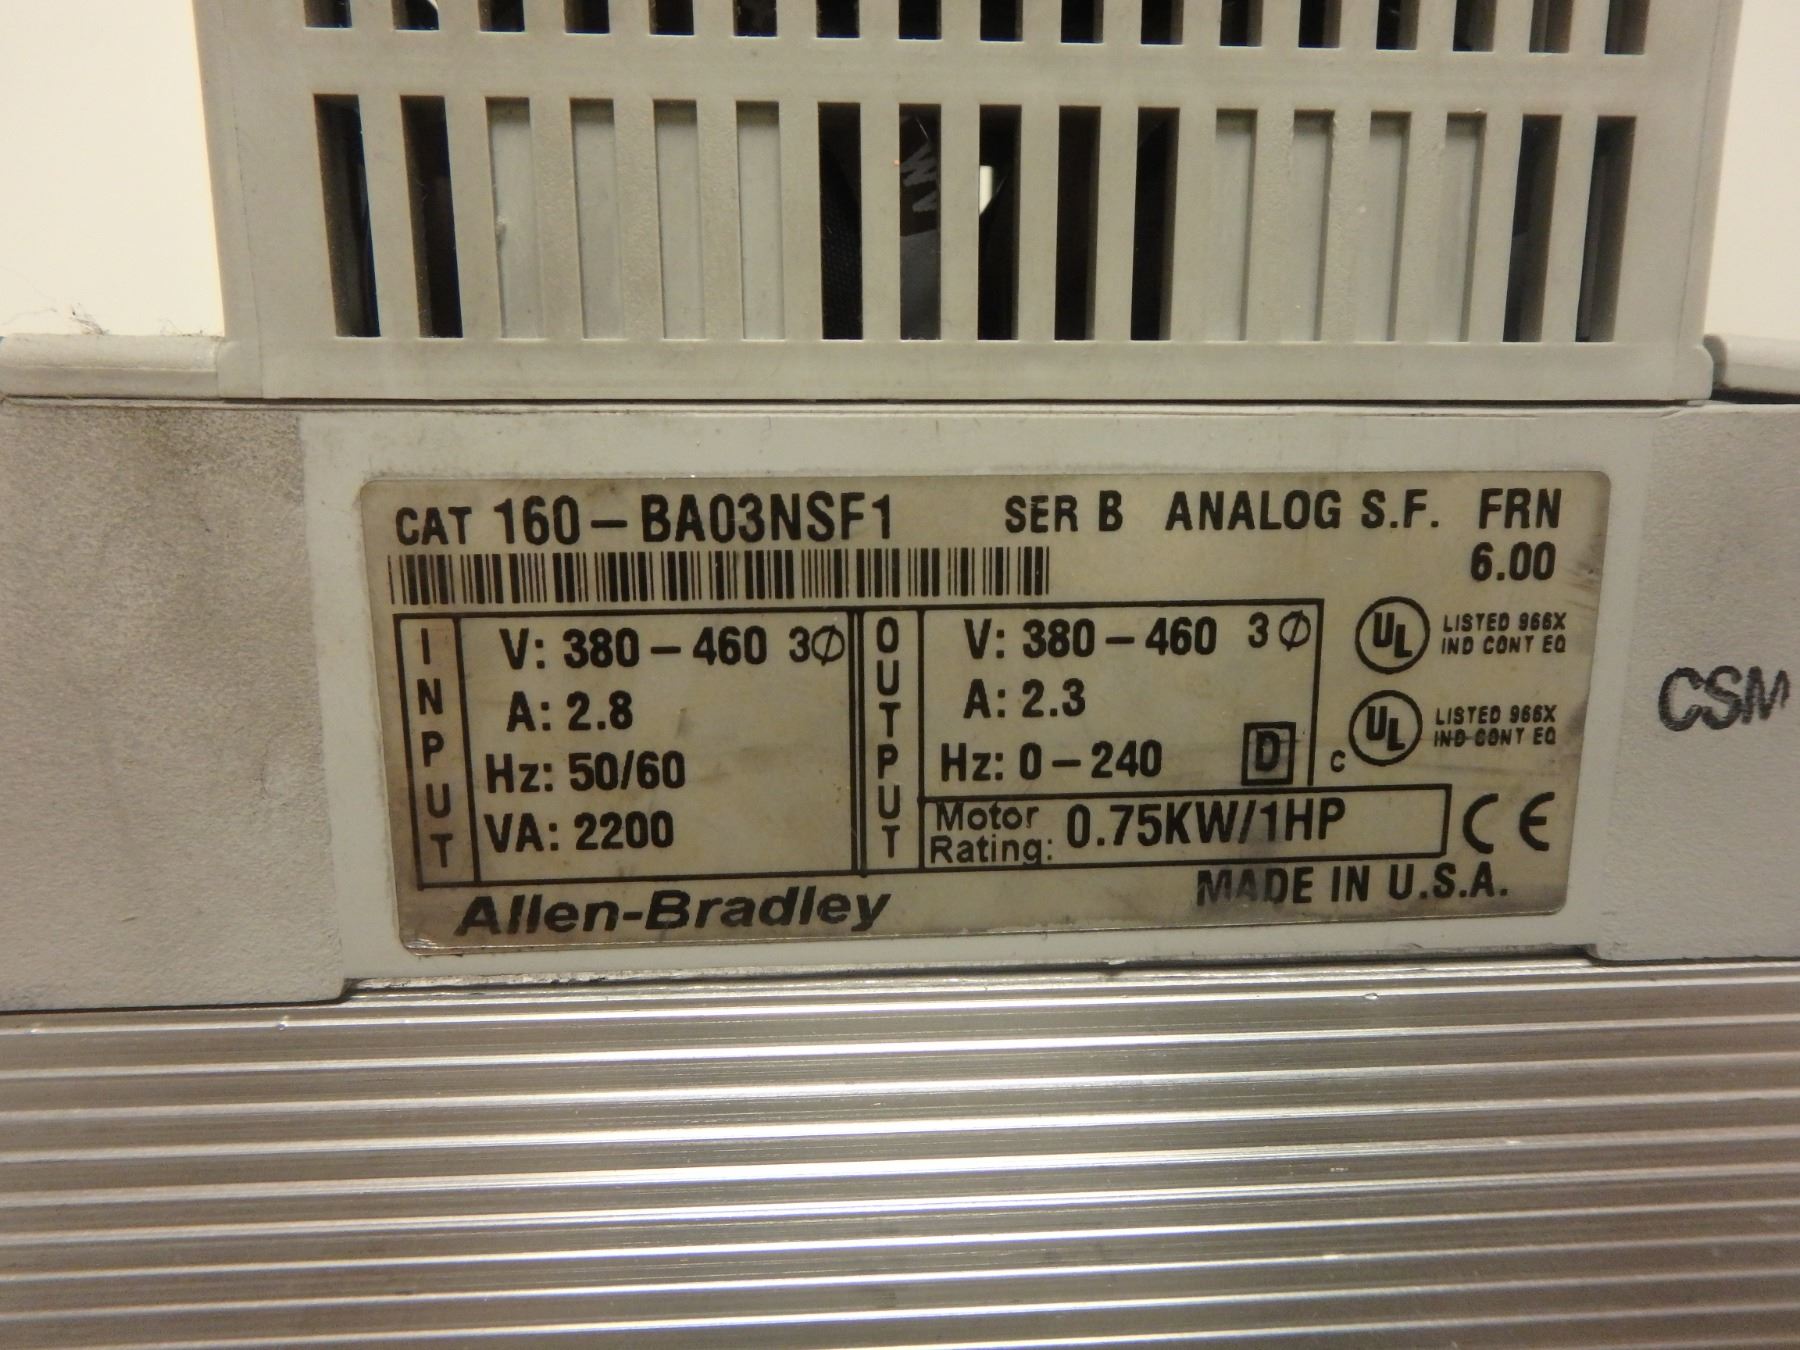 CAT 160-BA03NSF1 SER B ANALOG S.F. FRN
6.00
INPUT
V: 380-460 3Ø
A: 2.8
Hz: 50/60
VA: 2200
OUTPUT
V: 380-460 3Ø
A: 2.3
Hz: 0-240
D
Motor
Rating: 0.75KW/1HP
UL LISTED 966X
IND CONT EQ
C UL LISTED 966X
IND CONT EQ
CE
Allen-Bradley
MADE IN U.S.A.
CSM